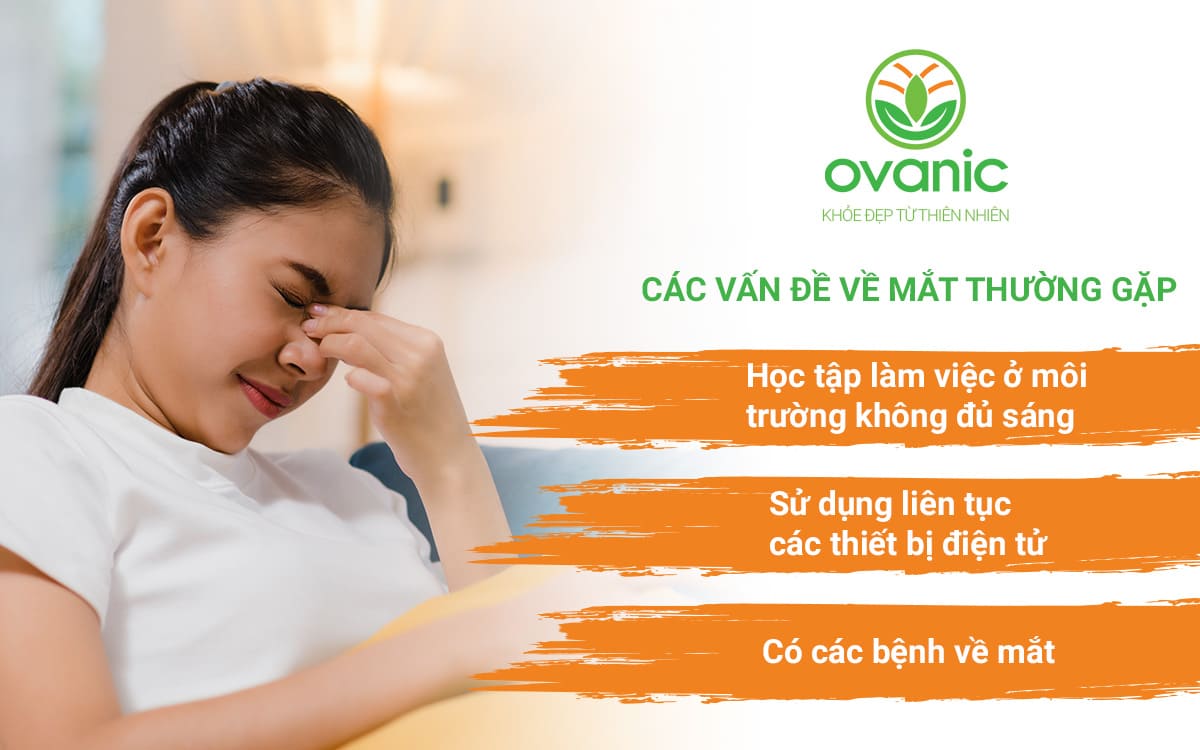 ovanic
KHỎE ĐẸP TỪ THIÊN NHIÊN
CÁC VẤN ĐỀ VỀ MẮT THƯỜNG GẶP
Học tập làm việc ở môi
trường không đủ sáng
Sử dụng liên tục
các thiết bị điện tử
Có các bệnh về mắt